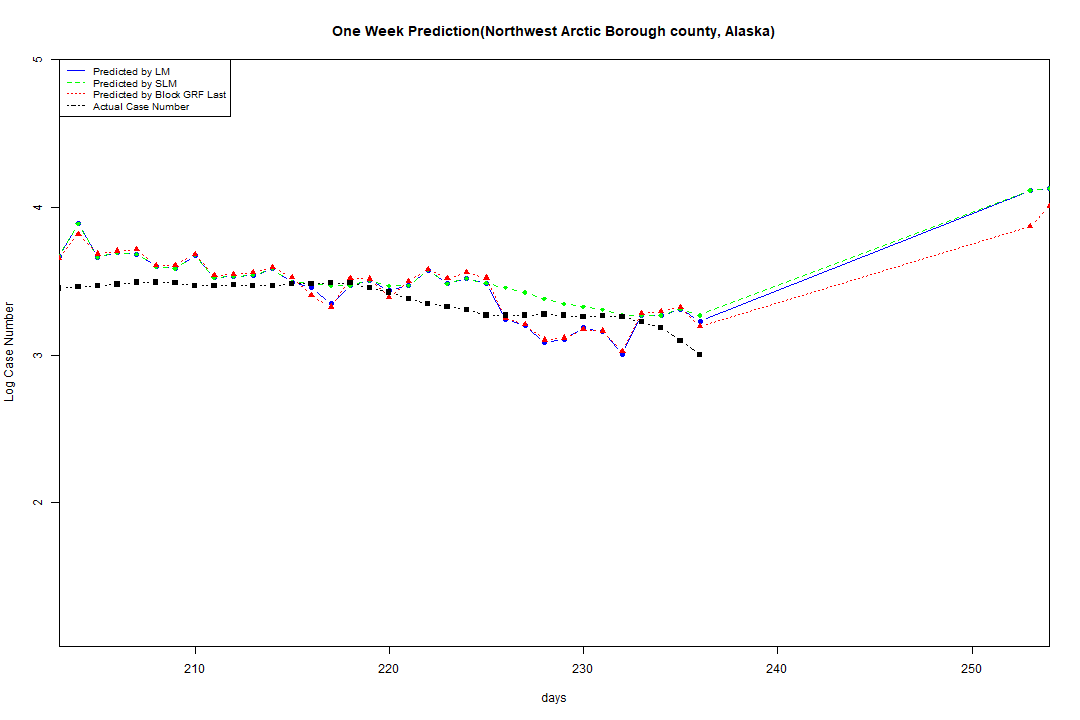 One Week Prediction(Northwest Arctic Borough county, Alaska)
Predicted by LM
Predicted by SLM
Predicted by Block GRF Last
Actual Case Number
5
4
3
2
Log Case Number
210 220 230 240 250
days